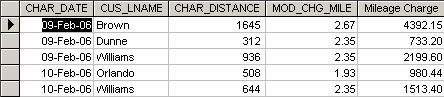 CHAR_DATE CUS_LNAME CHAR_DISTANCE MOD_CHG_MILE Mileage Charge
09-Feb-06 Brown 1645 2.67 4392.15
09-Feb-06 Dunne 312 2.35 733.20
09-Feb-06 Williams 936 2.35 2199.60
10-Feb-06 Orlando 508 1.93 980.44
10-Feb-06 Williams 644 2.35 1513.40